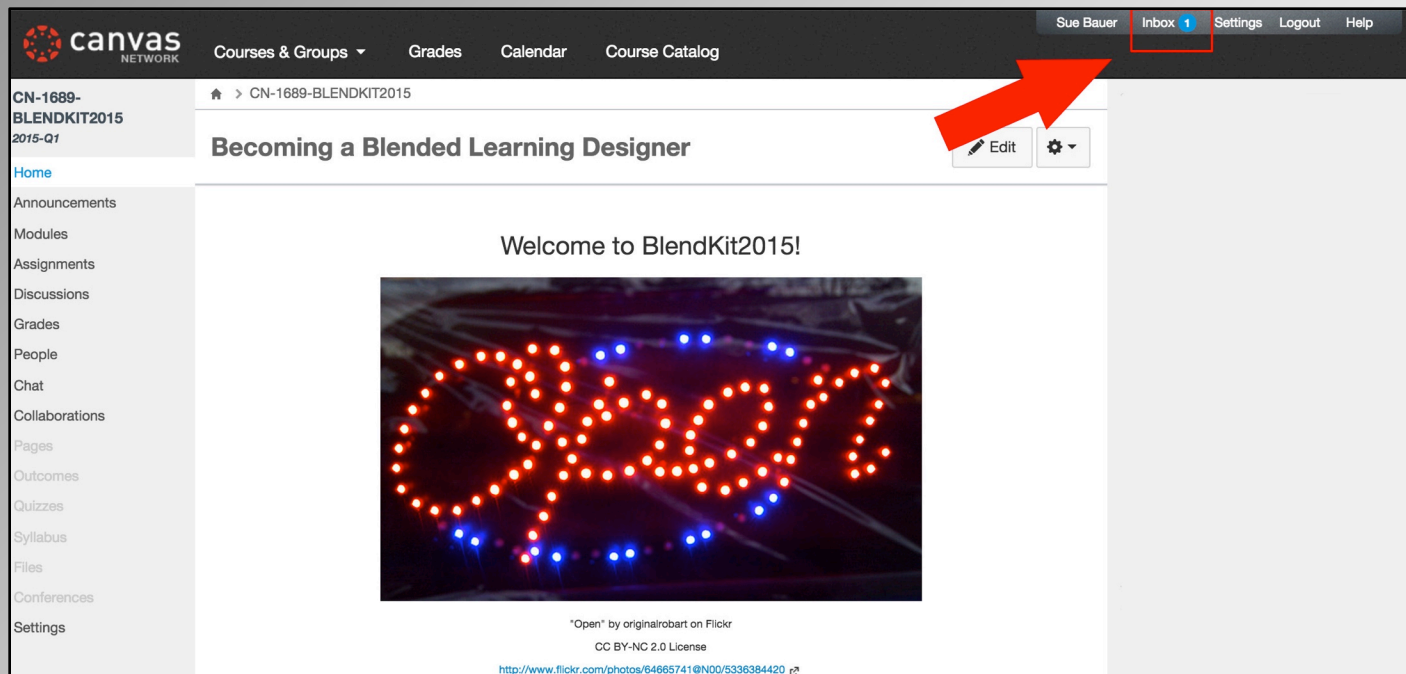 canvas
NETWORK
Courses & Groups Grades Calendar Course Catalog
Sue Bauer Inbox 1 Settings Logout Help
CN-1689-
BLENDKIT2015
2015-Q1
Home
Announcements
Modules
Assignments
Discussions
Grades
People
Chat
Collaborations
Pages
Outcomes
Quizzes
Syllabus
Files
Conferences
Settings
> CN-1689-BLENDKIT2015
Becoming a Blended Learning Designer
Edit
Welcome to BlendKit2015!
Open
"Open" by originalrobart on Flickr
CC BY-NC 2.0 License
http://www.flickr.com/photos/64665741@N00/5336384420